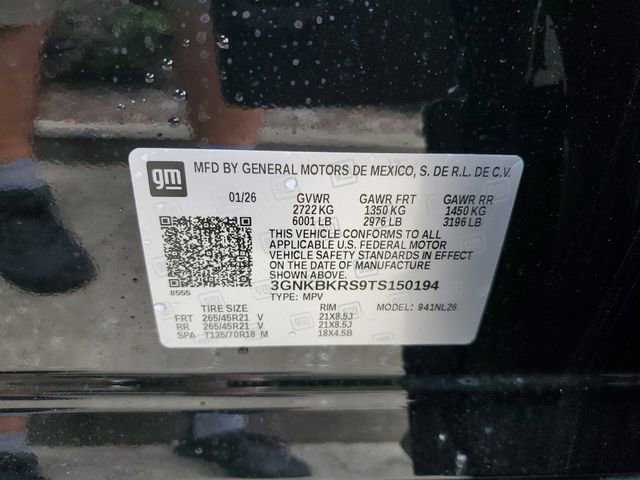 gm
MFD BY GENERAL MOTORS DE MEXICO, S. DE R.L. DE C.V.
01/26 GVWR GAWR FRT GAWR RR
2722 KG 1350 KG 1450 KG
6001 LB 2976 LB 3196 LB
THIS VEHICLE CONFORMS TO ALL
APPLICABLE U.S. FEDERAL MOTOR
VEHICLE SAFETY STANDARDS IN EFFECT
ON THE DATE OF MANUFACTURE
SHOWN ABOVE.
8555 3GNKBKRS9TS150194
TYPE: MPV MODEL: 941NL26
TIRE SIZE RIM
FRT 265/45R21 V 21X8.5J
RR 265/45R21 V 21X8.5J
SPA T135/70R18 M 18X4.5B